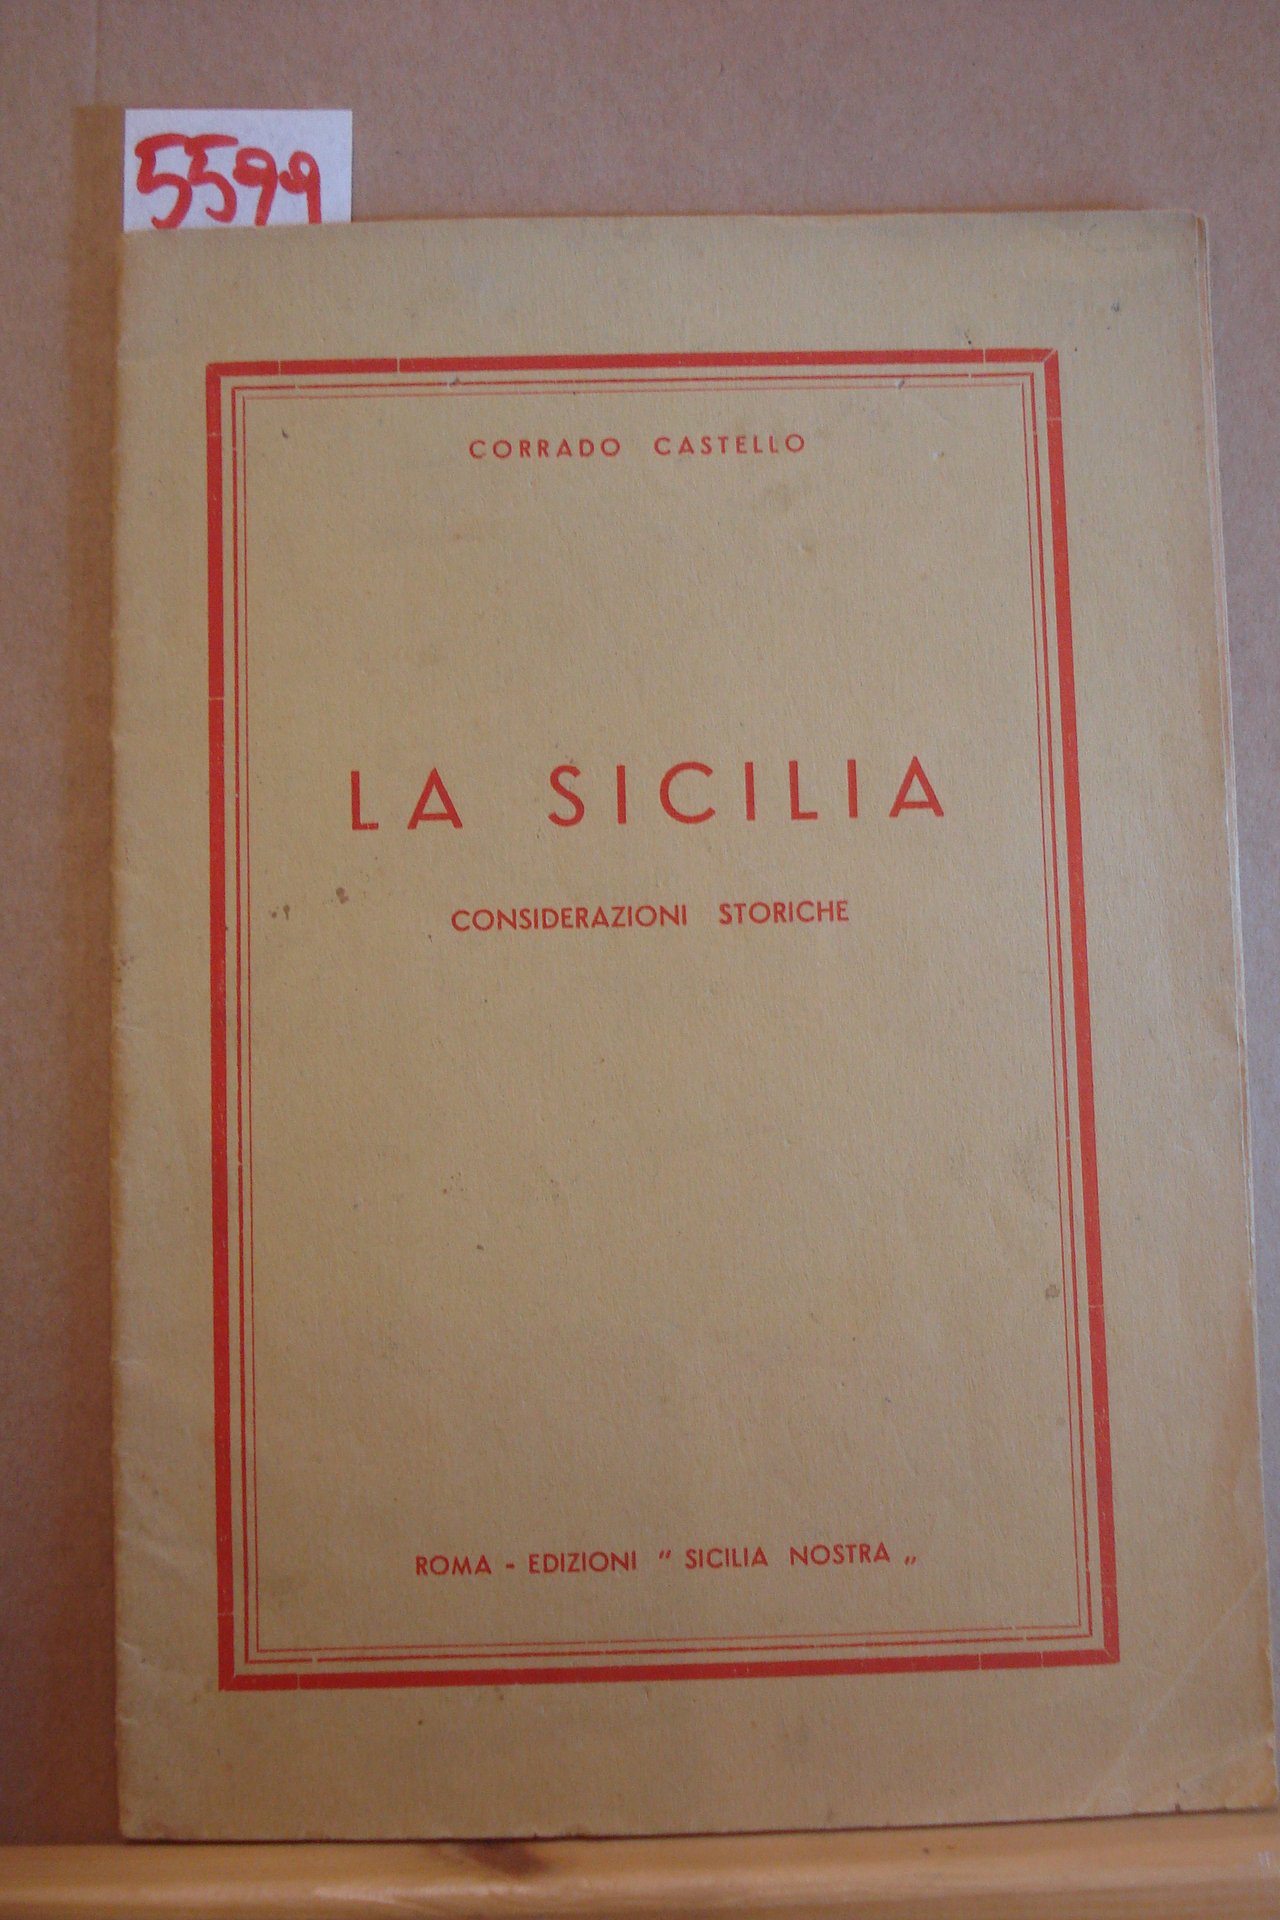 5599
CORRADO CASTELLO
LA SICILIA
CONSIDERAZIONI STORICHE
ROMA - EDIZIONI " SICILIA NOSTRA „